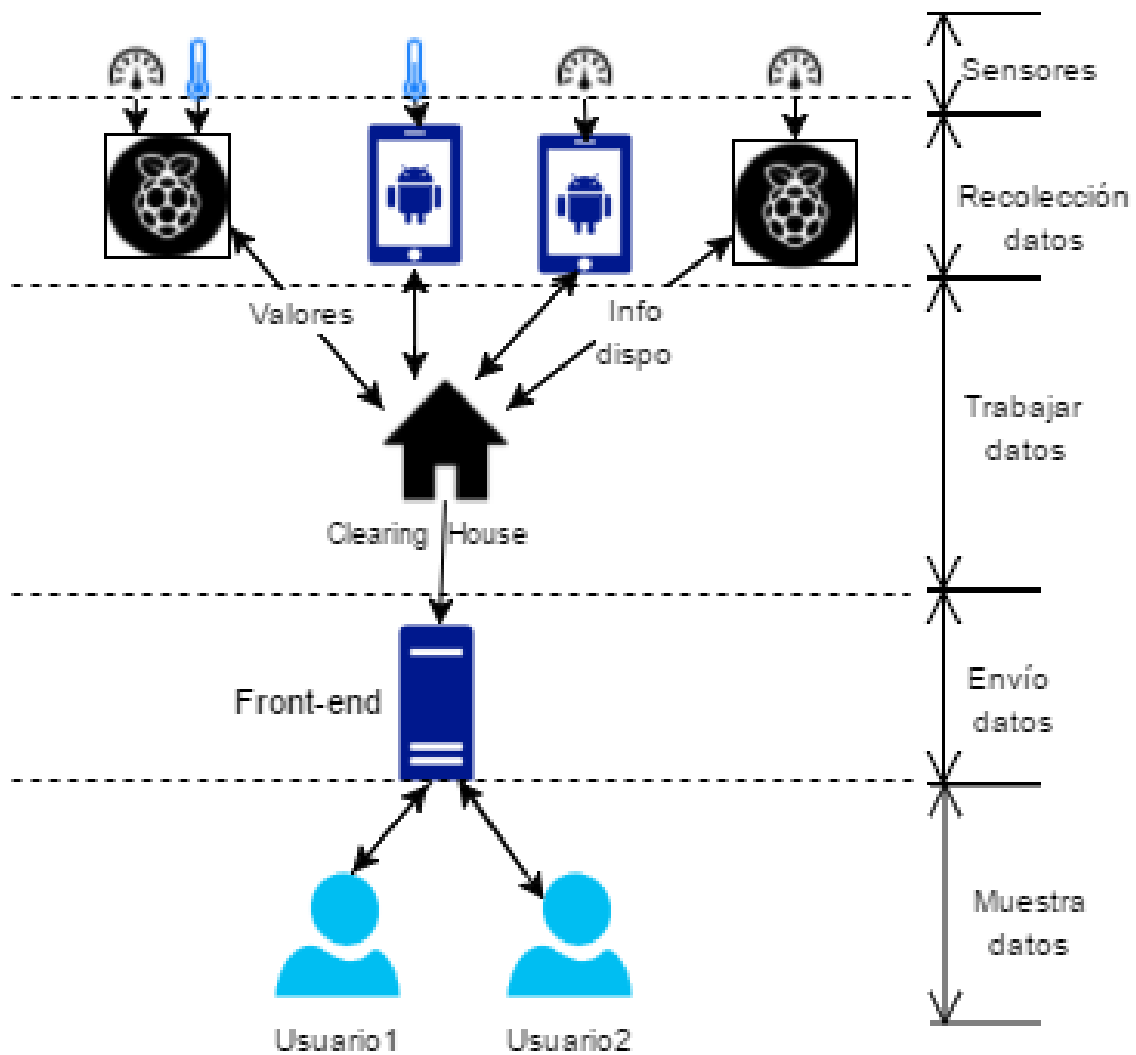 Sensores
Recolección
datos
Valores
Info
dispo
Trabajar
datos
Clearing House
Front-end
Envío
datos
Muestra
datos
Usuario1
Usuario2